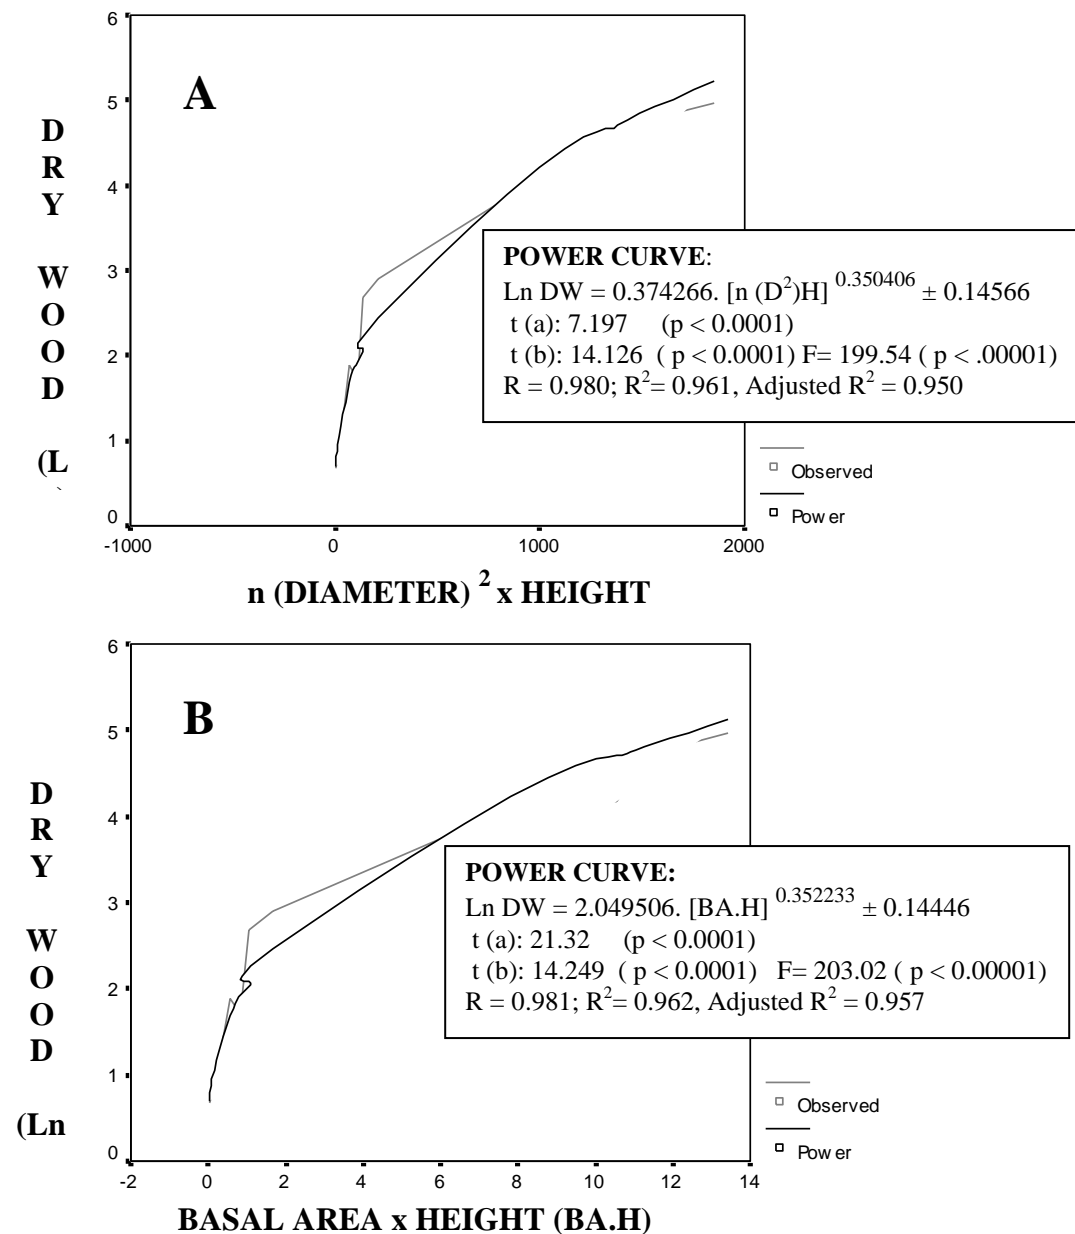 6
5
4
3
2
1
0
-1000
0
1000
2000
A
D
R
Y
W
O
O
D
(L
POWER CURVE:
Ln DW = 0.374266. [n (D²)H] ^0.350406 ± 0.14566
t (a): 7.197 (p < 0.0001)
t (b): 14.126 ( p < 0.0001) F= 199.54 ( p < .00001)
R = 0.980; R²= 0.961, Adjusted R² = 0.950
Observed
Power
n (DIAMETER) ² x HEIGHT
6
5
4
3
2
1
0
-2
0
2
4
6
8
10
12
14
B
D
R
Y
W
O
O
D
(Ln
POWER CURVE:
Ln DW = 2.049506. [BA.H] ^0.352233 ± 0.14446
t (a): 21.32 (p < 0.0001)
t (b): 14.249 ( p < 0.0001) F= 203.02 ( p < 0.00001)
R = 0.981; R²= 0.962, Adjusted R² = 0.957
Observed
Power
BASAL AREA x HEIGHT (BA.H)